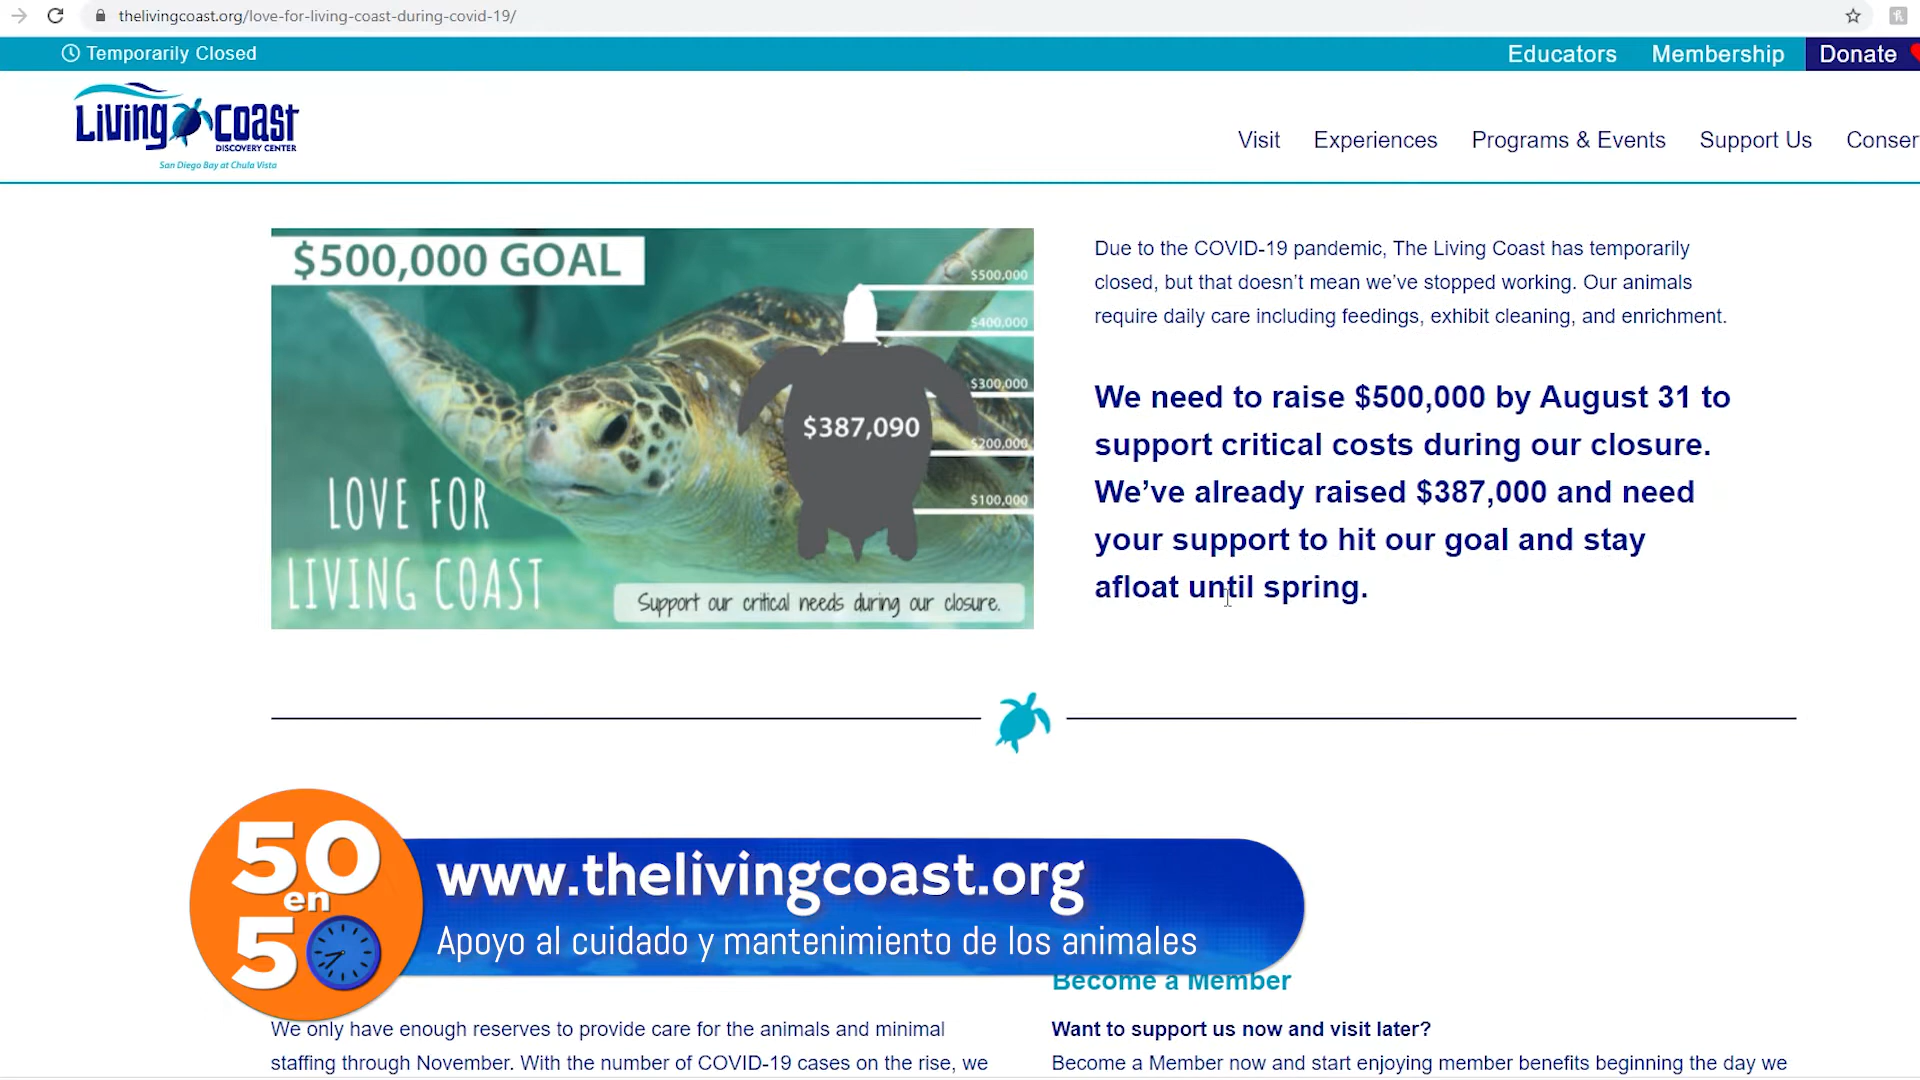 thelivingcoast.org/love-for-living-coast-during-covid-19/
Temporarily Closed
Educators
Membership
Donate
Living Coast
DISCOVERY CENTER
San Diego Bay at Chula Vista
Visit
Experiences
Programs & Events
Support Us
Conser
$500,000 GOAL
$500,000
$400,000
$300,000
$387,090
$200,000
$100,000
LOVE FOR
LIVING COAST
Support our critical needs during our closure.
Due to the COVID-19 pandemic, The Living Coast has temporarily
closed, but that doesn’t mean we’ve stopped working. Our animals
require daily care including feedings, exhibit cleaning, and enrichment.
We need to raise $500,000 by August 31 to
support critical costs during our closure.
We’ve already raised $387,000 and need
your support to hit our goal and stay
afloat until spring.
50
en
50
www.thelivingcoast.org
Apoyo al cuidado y mantenimiento de los animales
We only have enough reserves to provide care for the animals and minimal
staffing through November. With the number of COVID-19 cases on the rise, we
Become a Member
Want to support us now and visit later?
Become a Member now and start enjoying member benefits beginning the day we